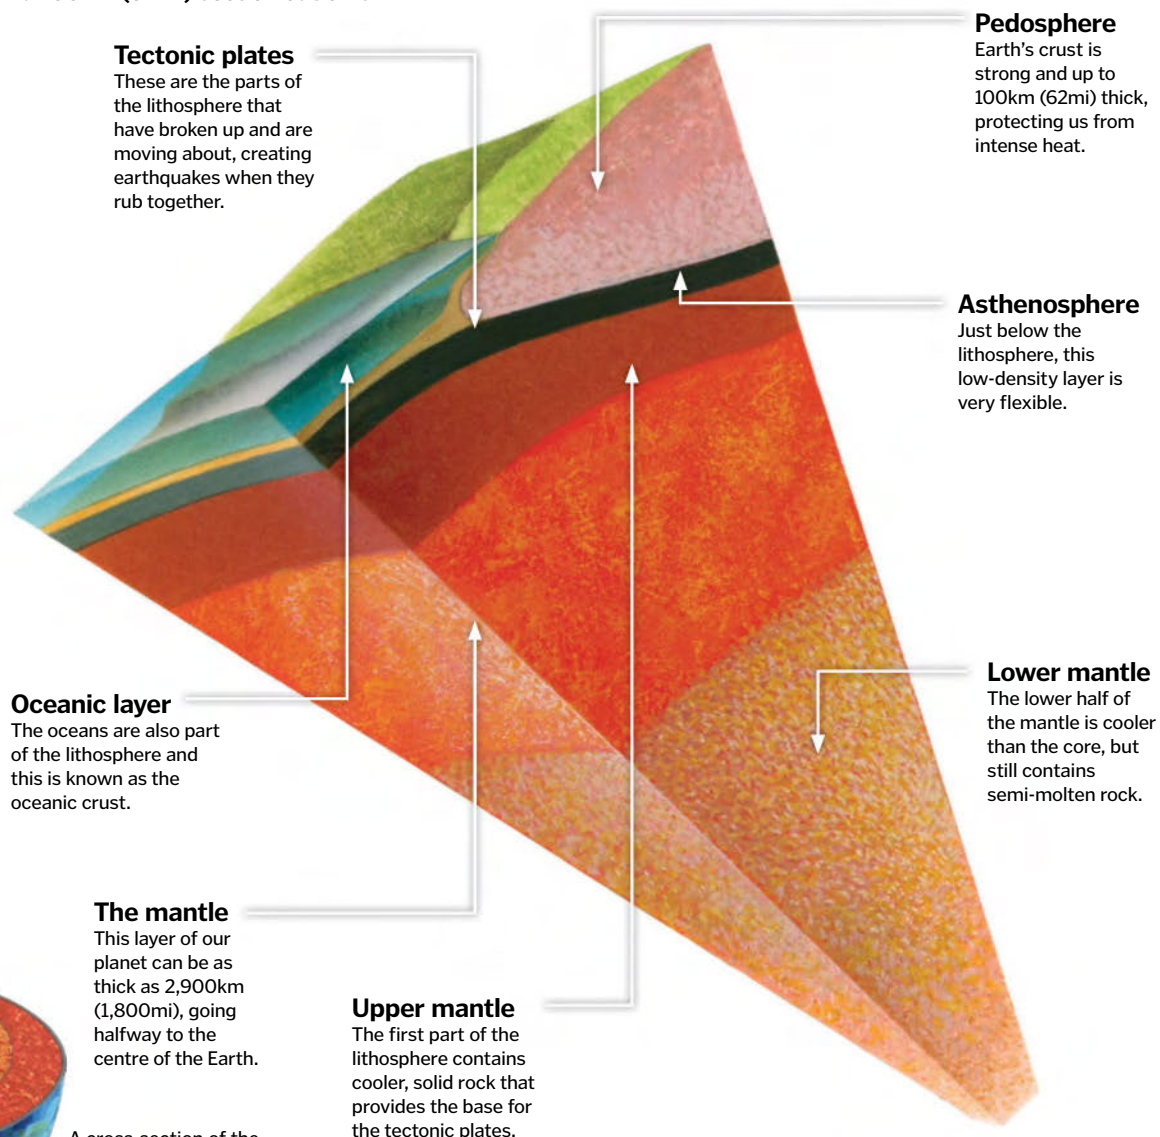 Tectonic plates
These are the parts of
the lithosphere that
have broken up and are
moving about, creating
earthquakes when they
rub together.
Pedosphere
Earth's crust is
strong and up to
100km (62mi) thick,
protecting us from
intense heat.
Asthenosphere
Just below the
lithosphere, this
low-density layer is
very flexible.
Oceanic layer
The oceans are also part
of the lithosphere and
this is known as the
oceanic crust.
Lower mantle
The lower half of
the mantle is cooler
than the core, but
still contains
semi-molten rock.
The mantle
This layer of our
planet can be as
thick as 2,900km
(1,800mi), going
halfway to the
centre of the Earth.
Upper mantle
The first part of the
lithosphere contains
cooler, solid rock that
provides the base for
the tectonic plates.
A cross-section of the